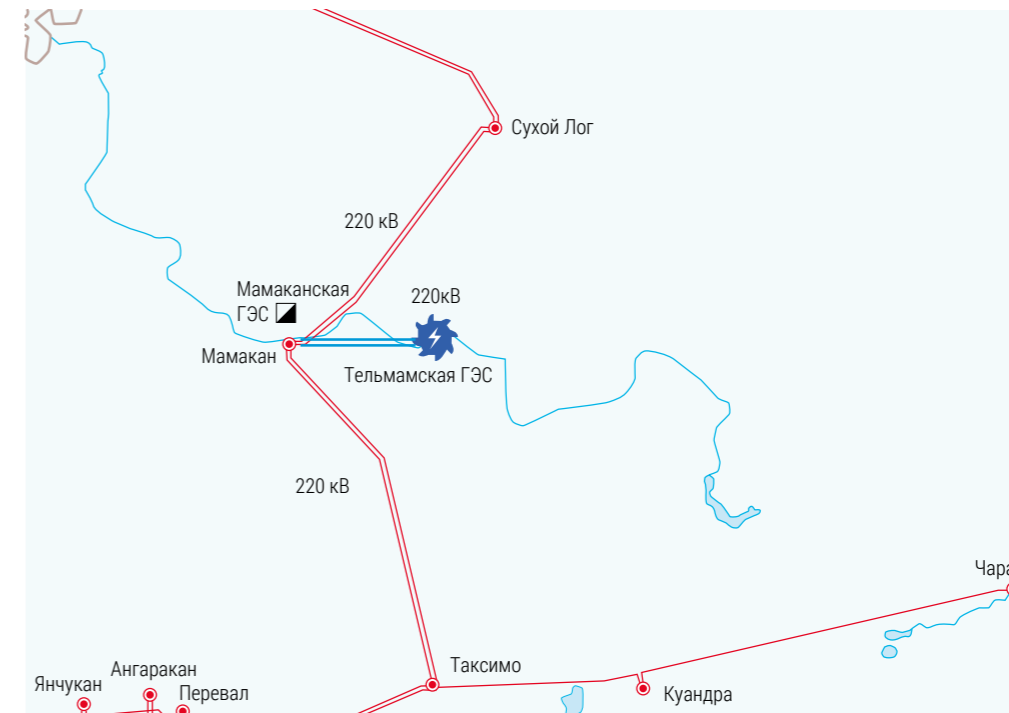 Сухой Лог
220 кВ
Мамаканская
ГЭС
220кВ
Мамакан
Тельмамская ГЭС
220 кВ
Чара
Таксимо
Ангаракан
Янчукан
Перевал
Куандра